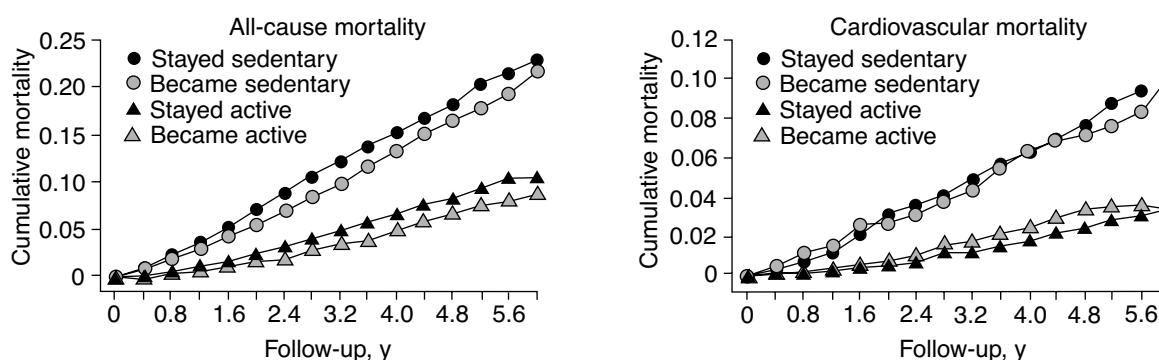 All-cause mortality
Cumulative mortality
0.25
0.20
0.15
0.10
0.05
0
Stayed sedentary
Became sedentary
Stayed active
Became active
0 0.8 1.6 2.4 3.2 4.0 4.8 5.6
Follow-up, y
Cardiovascular mortality
Cumulative mortality
0.12
0.10
0.08
0.06
0.04
0.02
0
Stayed sedentary
Became sedentary
Stayed active
Became active
0 0.8 1.6 2.4 3.2 4.0 4.8 5.6
Follow-up, y